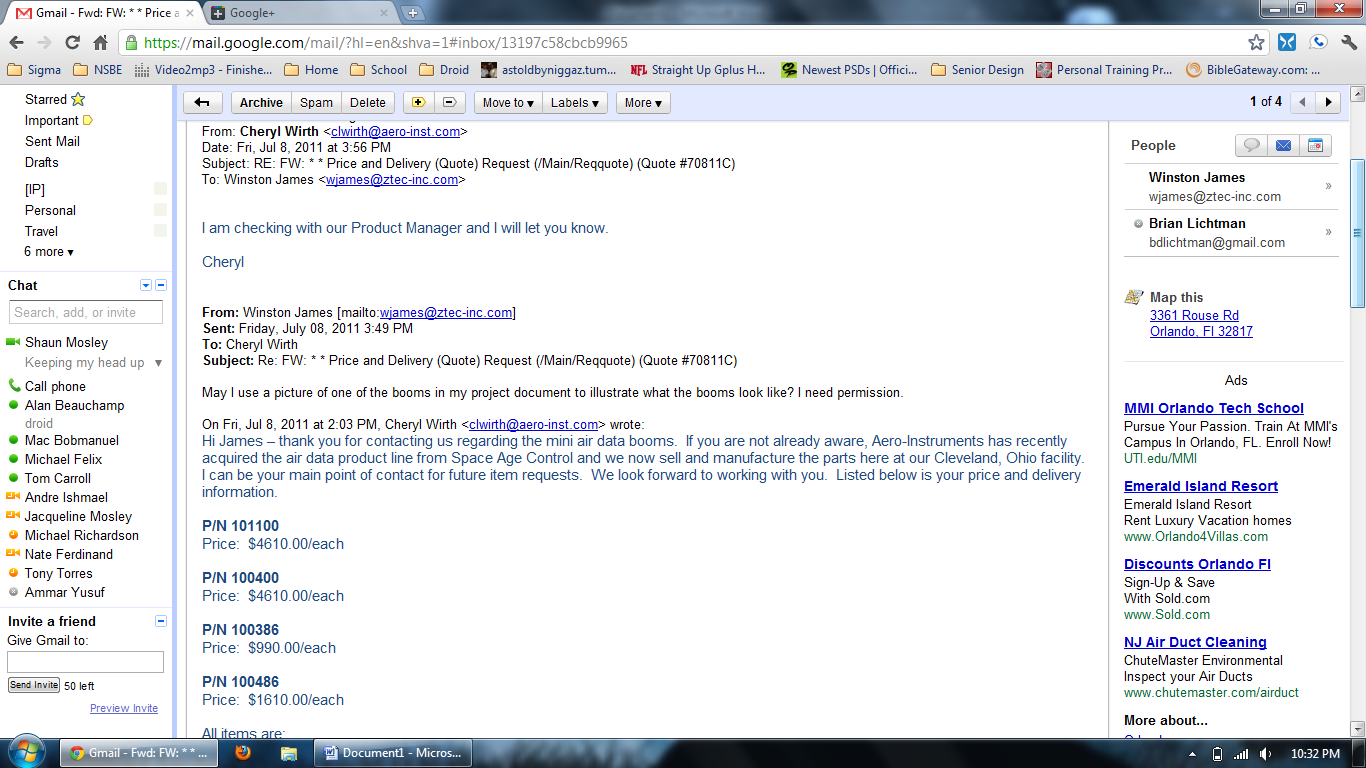 Gmail - Fwd: FW: * * Price a
Google+
https://mail.google.com/mail/?hl=en&shva=1#inbox/13197c58cbcb9965
Sigma
NSBE
Video2mp3 - Finishe...
Home
School
Droid
astoldbyniggaz.tum...
NFL Straight Up Gplus H...
Newest PSDs | Offici...
Senior Design
Personal Training Pr...
BibleGateway.com: ...
Starred
Important
Sent Mail
Drafts
[IP]
Personal
Travel
6 more ▾
Chat
Search, add, or invite
Shaun Mosley
Keeping my head up ▼
Call phone
Alan Beauchamp
droid
Mac Bobmanuel
Michael Felix
Tom Carroll
Andre Ishmael
Jacqueline Mosley
Michael Richardson
Nate Ferdinand
Tony Torres
Ammar Yusuf
Invite a friend
Give Gmail to:
Send Invite 50 left
Preview Invite
Archive Spam Delete Move to ▾ Labels ▾ More ▾ 1 of 4
From: Cheryl Wirth <clwirth@aero-inst.com>
Date: Fri, Jul 8, 2011 at 3:56 PM
Subject: RE: FW: * * Price and Delivery (Quote) Request (/Main/Reqquote) (Quote #70811C)
To: Winston James <wjames@ztec-inc.com>
I am checking with our Product Manager and I will let you know.
Cheryl
From: Winston James [mailto:wjames@ztec-inc.com]
Sent: Friday, July 08, 2011 3:49 PM
To: Cheryl Wirth
Subject: Re: FW: * * Price and Delivery (Quote) Request (/Main/Reqquote) (Quote #70811C)
May I use a picture of one of the booms in my project document to illustrate what the booms look like? I need permission.
On Fri, Jul 8, 2011 at 2:03 PM, Cheryl Wirth <clwirth@aero-inst.com> wrote:
Hi James – thank you for contacting us regarding the mini air data booms. If you are not already aware, Aero-Instruments has recently
acquired the air data product line from Space Age Control and we now sell and manufacture the parts here at our Cleveland, Ohio facility.
I can be your main point of contact for future item requests. We look forward to working with you. Listed below is your price and delivery
information.
P/N 101100
Price: $4610.00/each
P/N 100400
Price: $4610.00/each
P/N 100386
Price: $990.00/each
P/N 100486
Price: $1610.00/each
All items are:
People
Winston James
wjames@ztec-inc.com
»
Brian Lichtman
bdlichtman@gmail.com
»
Map this
3361 Rouse Rd
Orlando, Fl 32817
Ads
MMI Orlando Tech School
Pursue Your Passion. Train At MMI's
Campus In Orlando, FL. Enroll Now!
UTI.edu/MMI
Emerald Island Resort
Emerald Island Resort
Rent Luxury Vacation homes
www.Orlando4Villas.com
Discounts Orlando Fl
Sign-Up & Save
With Sold.com
www.Sold.com
NJ Air Duct Cleaning
ChuteMaster Environmental
Inspect your Air Ducts
www.chutemaster.com/airduct
More about...
Gmail - Fwd: FW: * * ...
Document1 - Micros...
10:32 PM